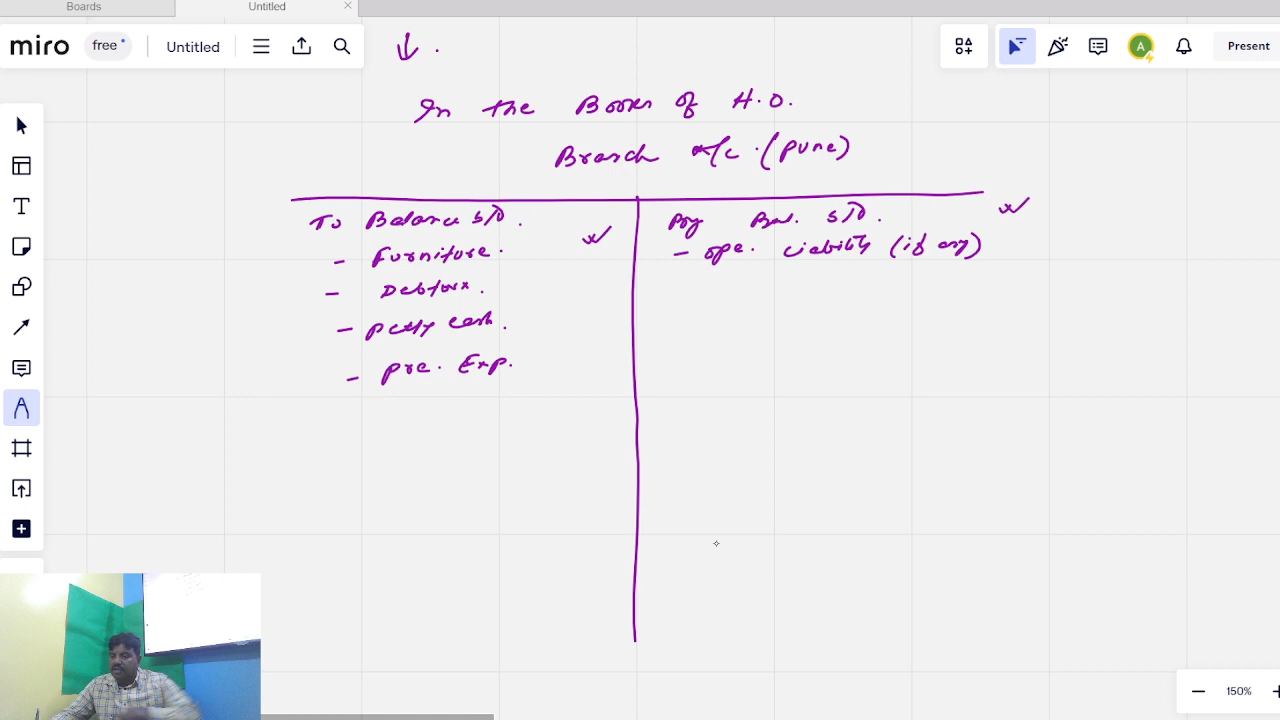 Boards
Untitled
miro
free
Untitled
Present
In the Books of H.O.
Branch A/c. (Pune)
To Balance b/D.
- Furniture.
- Debtors.
- Petty cash.
- pre. Exp.
By Bal. b/D.
- ope. Liability (if any)
A
150%